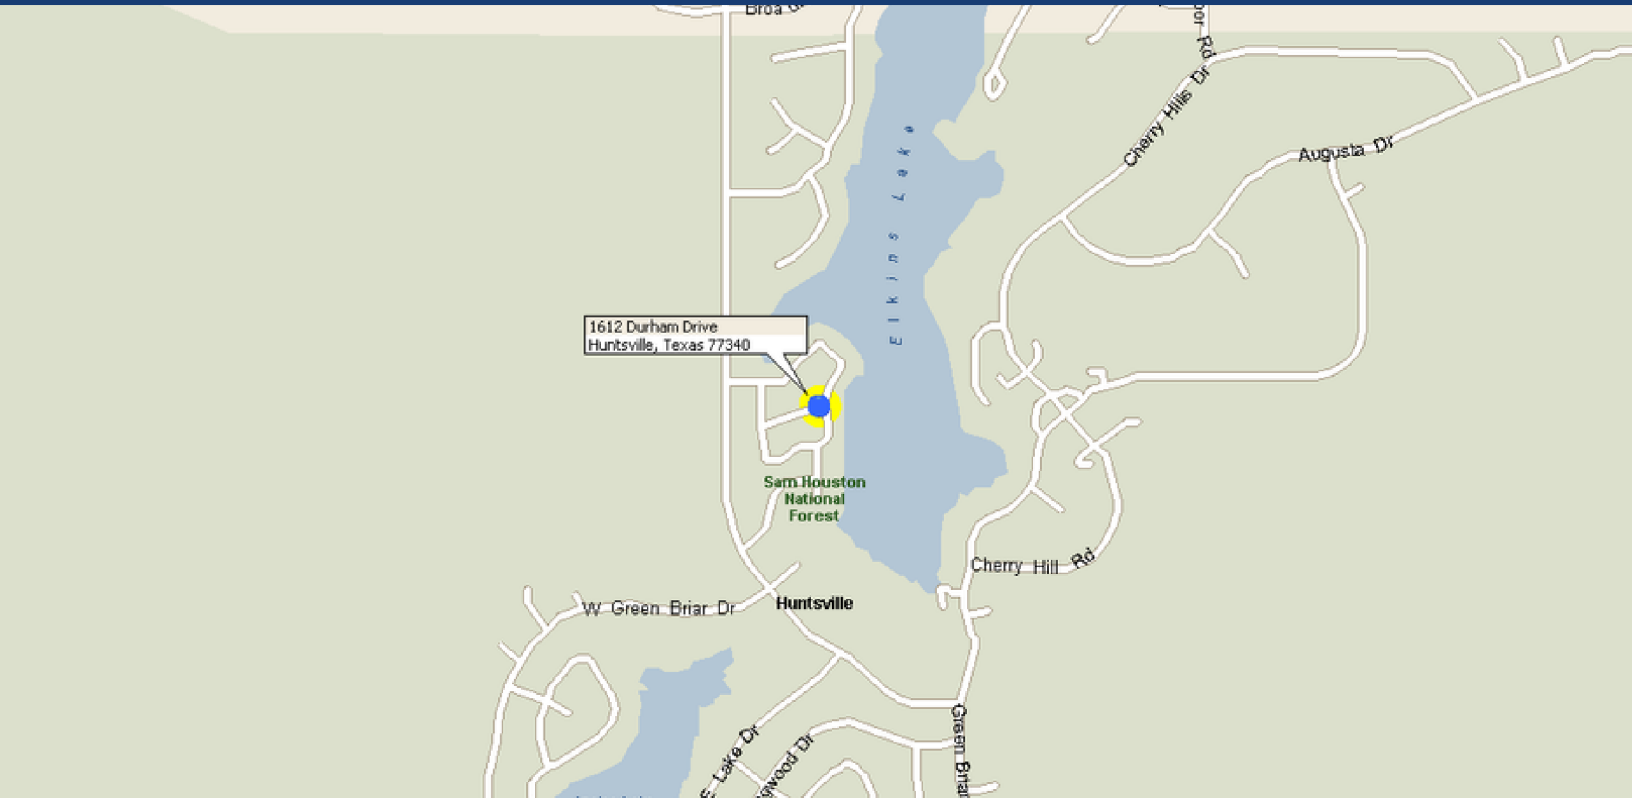 Broa
Rd
Cherry Hills Dr
Augusta Dr
Elkins Lake
1612 Durham Drive
Huntsville, Texas 77340
Sam Houston
National
Forest
Cherry Hill Rd
W Green Briar Dr
Huntsville
Lake Dr
Green Briar